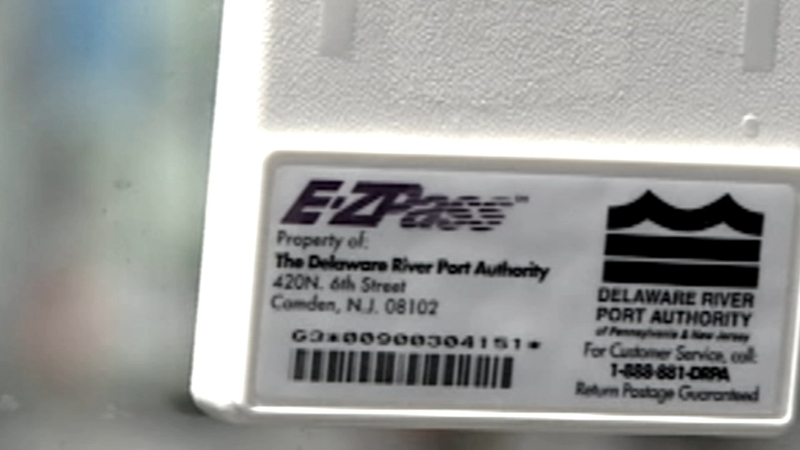 E-ZPass™
Property of:
The Delaware River Port Authority
420N. 6th Street
Camden, N.J. 08102
G3*00900304151*
DELAWARE RIVER
PORT AUTHORITY
of Pennsylvania & New Jersey
For Customer Service, call:
1-888-881-DRPA
Return Postage Guaranteed